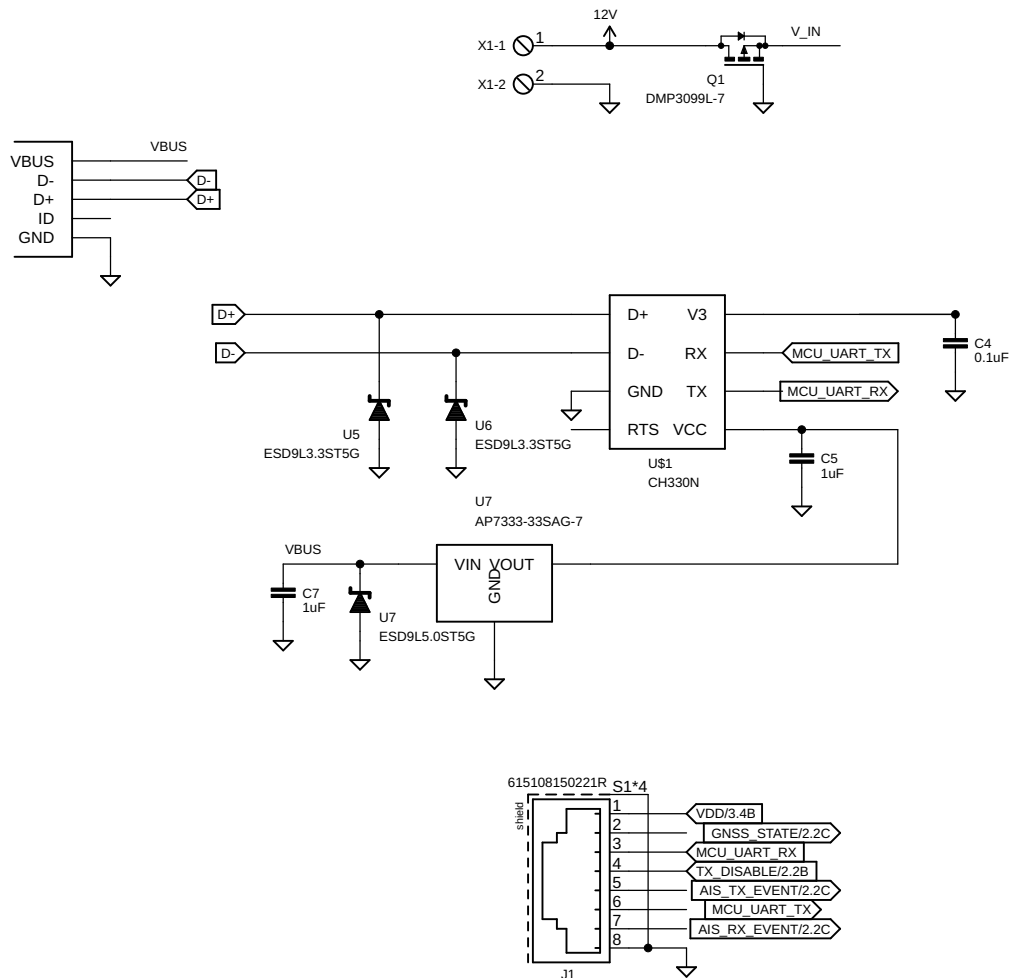 12V
X1-1
1
V_IN
X1-2
2
Q1
DMP3099L-7
VBUS
VBUS
D-
D-
D+
D+
ID
GND
D+
D+
V3
D-
D-
RX
MCU_UART_TX
C4
0.1uF
GND
TX
MCU_UART_RX
U5
ESD9L3.3ST5G
U6
ESD9L3.3ST5G
RTS
VCC
U$1
CH330N
C5
1uF
U7
AP7333-33SAG-7
VBUS
VIN
VOUT
GND
C7
1uF
U7
ESD9L5.0ST5G
615108150221R
S1*4
shield
1
VDD/3.4B
2
GNSS_STATE/2.2C
3
MCU_UART_RX
4
TX_DISABLE/2.2B
5
AIS_TX_EVENT/2.2C
6
MCU_UART_TX
7
AIS_RX_EVENT/2.2C
8
J1